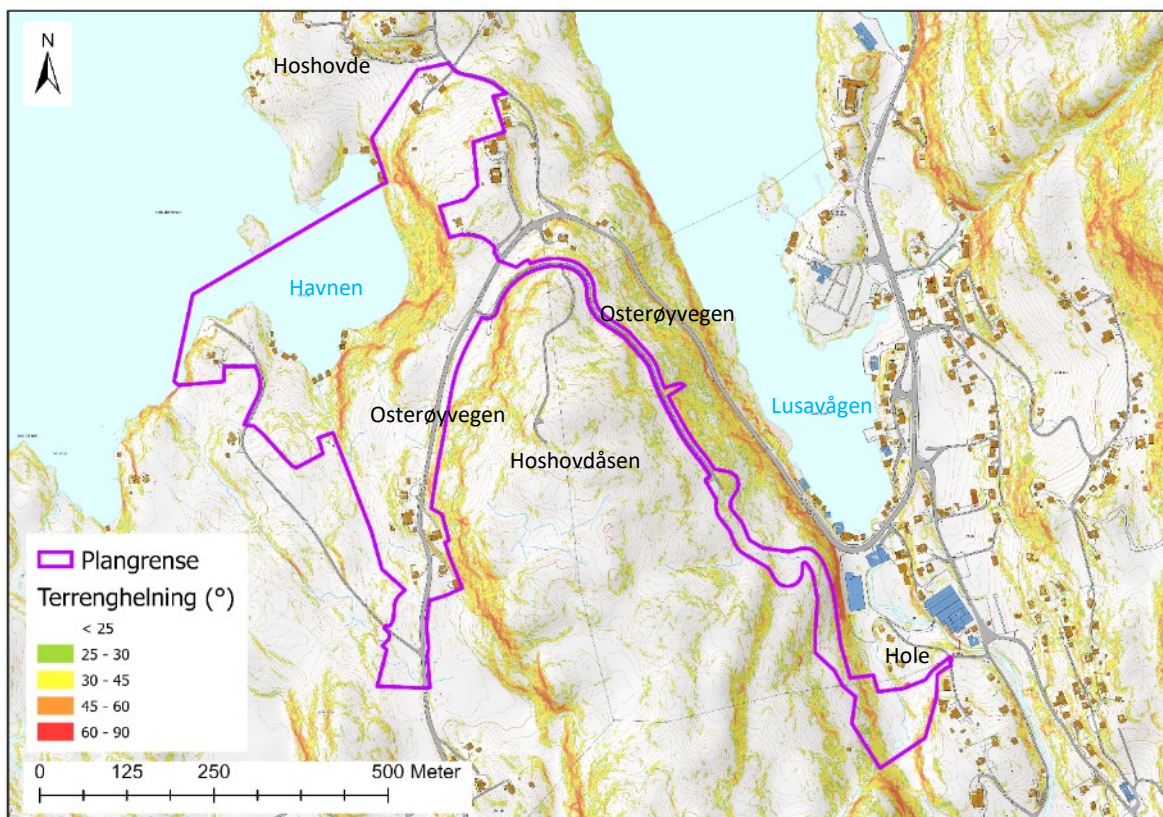 N
Hoshovde
Havnen
Osterøyvegen
Osterøyvegen
Lusavågen
Hoshovdåsen
Hole
Plangrense
Terrenghelning (°)
< 25
25 - 30
30 - 45
45 - 60
60 - 90
0 125 250 500 Meter